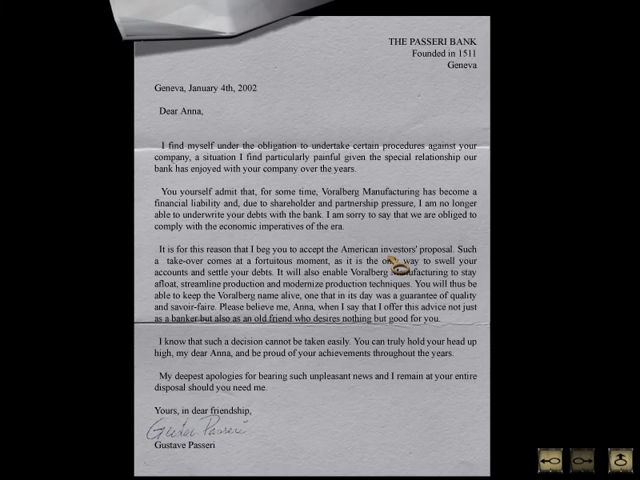 THE PASSERI BANK
Founded in 1511
Geneva
Geneva, January 4th, 2002
Dear Anna,
I find myself under the obligation to undertake certain procedures against your
company, a situation I find particularly painful given the special relationship our
bank has enjoyed with your company over the years.
You yourself admit that, for some time, Voralberg Manufacturing has become a
financial liability and, due to shareholder and partnership pressure, I am no longer
able to underwrite your debts with the bank. I am sorry to say that we are obliged to
comply with the economic imperatives of the era.
It is for this reason that I beg you to accept the American investors' proposal. Such
a take-over comes at a fortuitous moment, as it is the only way to swell your
accounts and settle your debts. It will also enable Voralberg Manufacturing to stay
afloat, streamline production and modernize production techniques. You will thus be
able to keep the Voralberg name alive, one that in its day was a guarantee of quality
and savoir-faire. Please believe me, Anna, when I say that I offer this advice not just
as a banker but also as an old friend who desires nothing but good for you.
I know that such a decision cannot be taken easily. You can truly hold your head up
high, my dear Anna, and be proud of your achievements throughout the years.
My deepest apologies for bearing such unpleasant news and I remain at your entire
disposal should you need me.
Yours, in dear friendship,
Gustave Passeri
Gustave Passeri